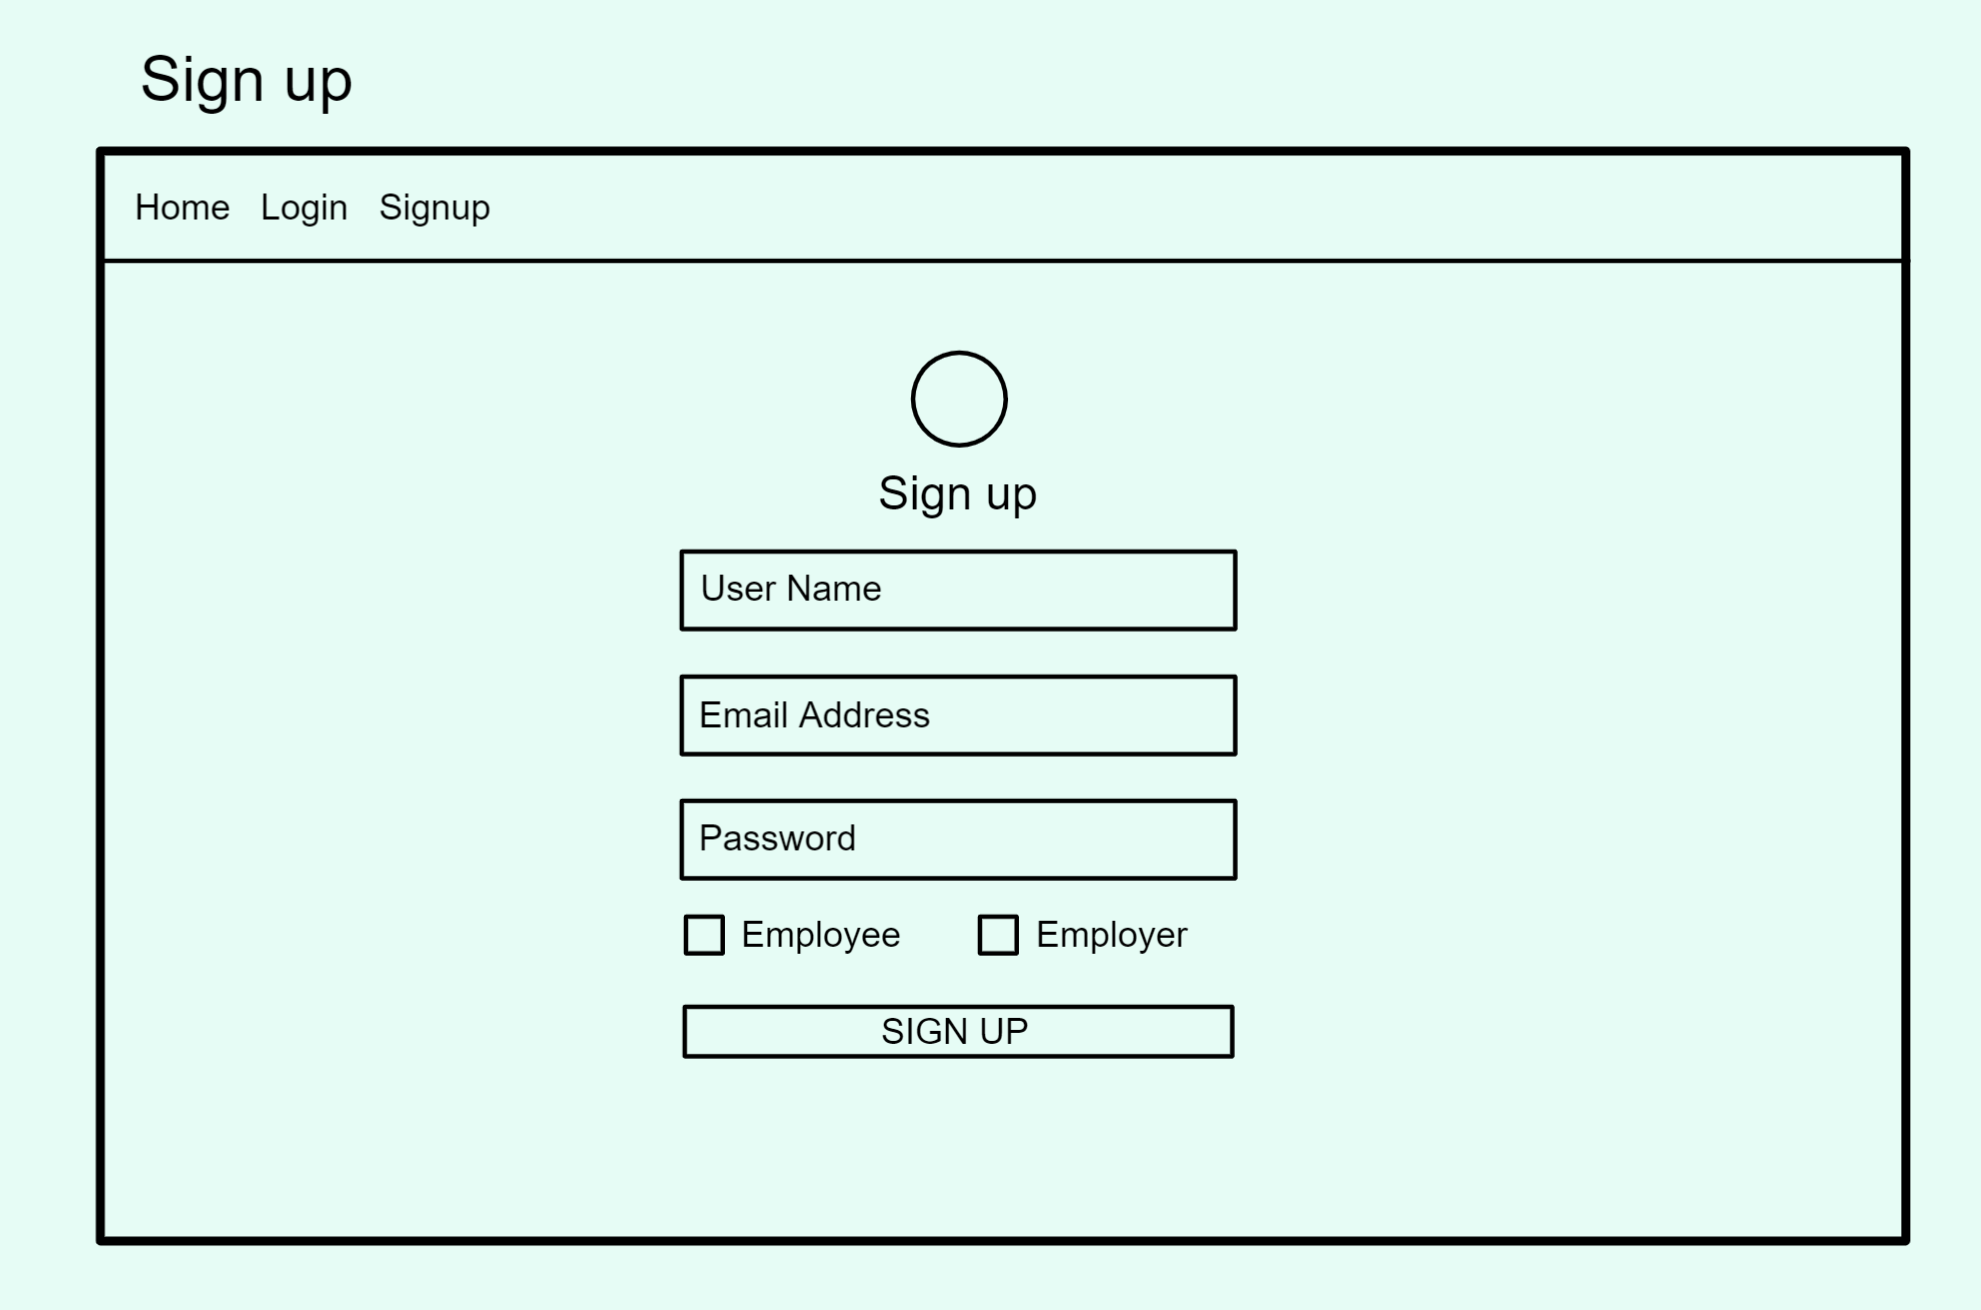 Sign up
Home Login Signup
Sign up
User Name
Email Address
Password
Employee Employer
SIGN UP